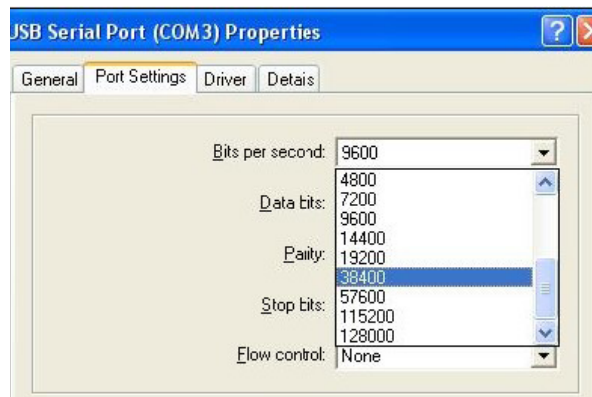 USB Serial Port (COM3) Properties
General Port Settings Driver Details
Bits per second: 9600
4800
Data bits: 7200
9600
14400
Parity: 19200
38400
Stop bits: 57600
115200
128000
Flow control: None